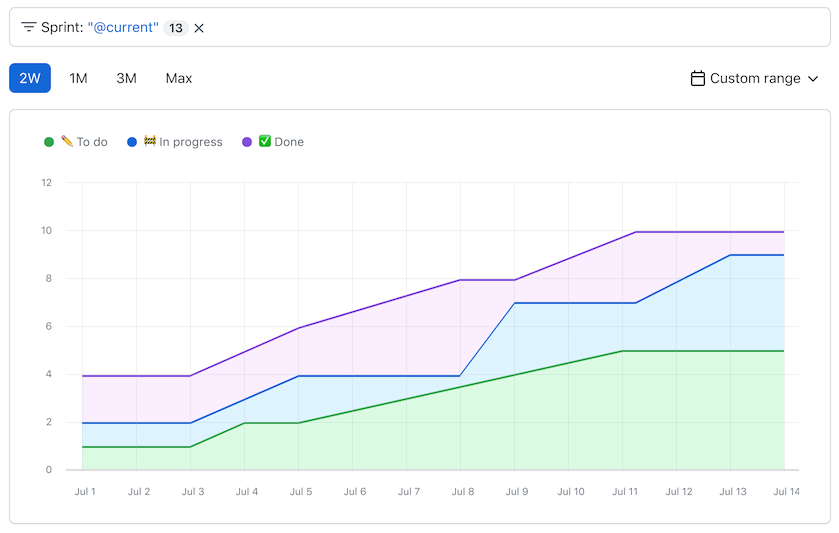 Sprint: "@current" 13
2W 1M 3M Max Custom range
✏️ To do 🚧 In progress ✅ Done
12
10
8
6
4
2
0
Jul 1 Jul 2 Jul 3 Jul 4 Jul 5 Jul 6 Jul 7 Jul 8 Jul 9 Jul 10 Jul 11 Jul 12 Jul 13 Jul 14